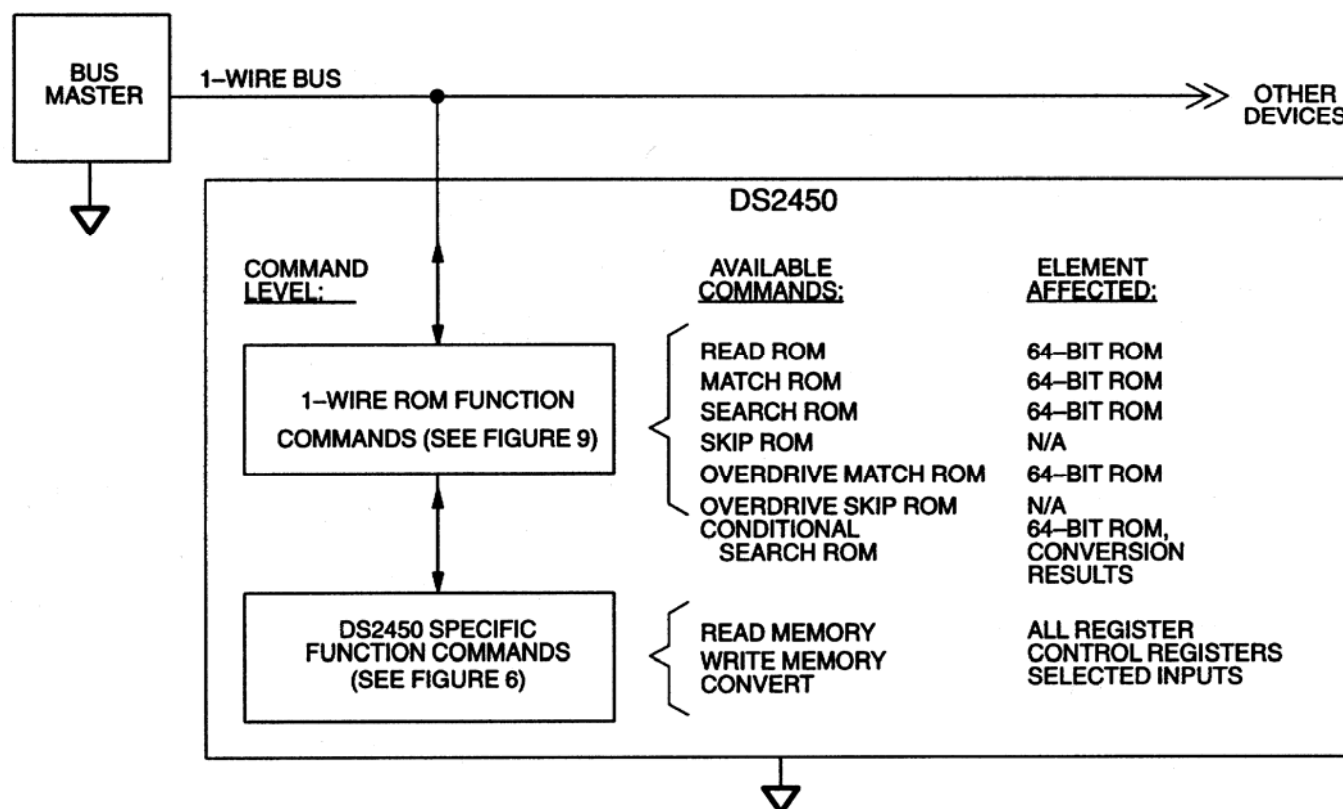 BUS
MASTER
1–WIRE BUS
OTHER
DEVICES
DS2450
COMMAND
LEVEL:
AVAILABLE
COMMANDS:
ELEMENT
AFFECTED:
1–WIRE ROM FUNCTION
COMMANDS (SEE FIGURE 9)
READ ROM 64–BIT ROM
MATCH ROM 64–BIT ROM
SEARCH ROM 64–BIT ROM
SKIP ROM N/A
OVERDRIVE MATCH ROM 64–BIT ROM
OVERDRIVE SKIP ROM N/A
CONDITIONAL 64–BIT ROM,
SEARCH ROM CONVERSION
RESULTS
DS2450 SPECIFIC
FUNCTION COMMANDS
(SEE FIGURE 6)
READ MEMORY ALL REGISTER
WRITE MEMORY CONTROL REGISTERS
CONVERT SELECTED INPUTS